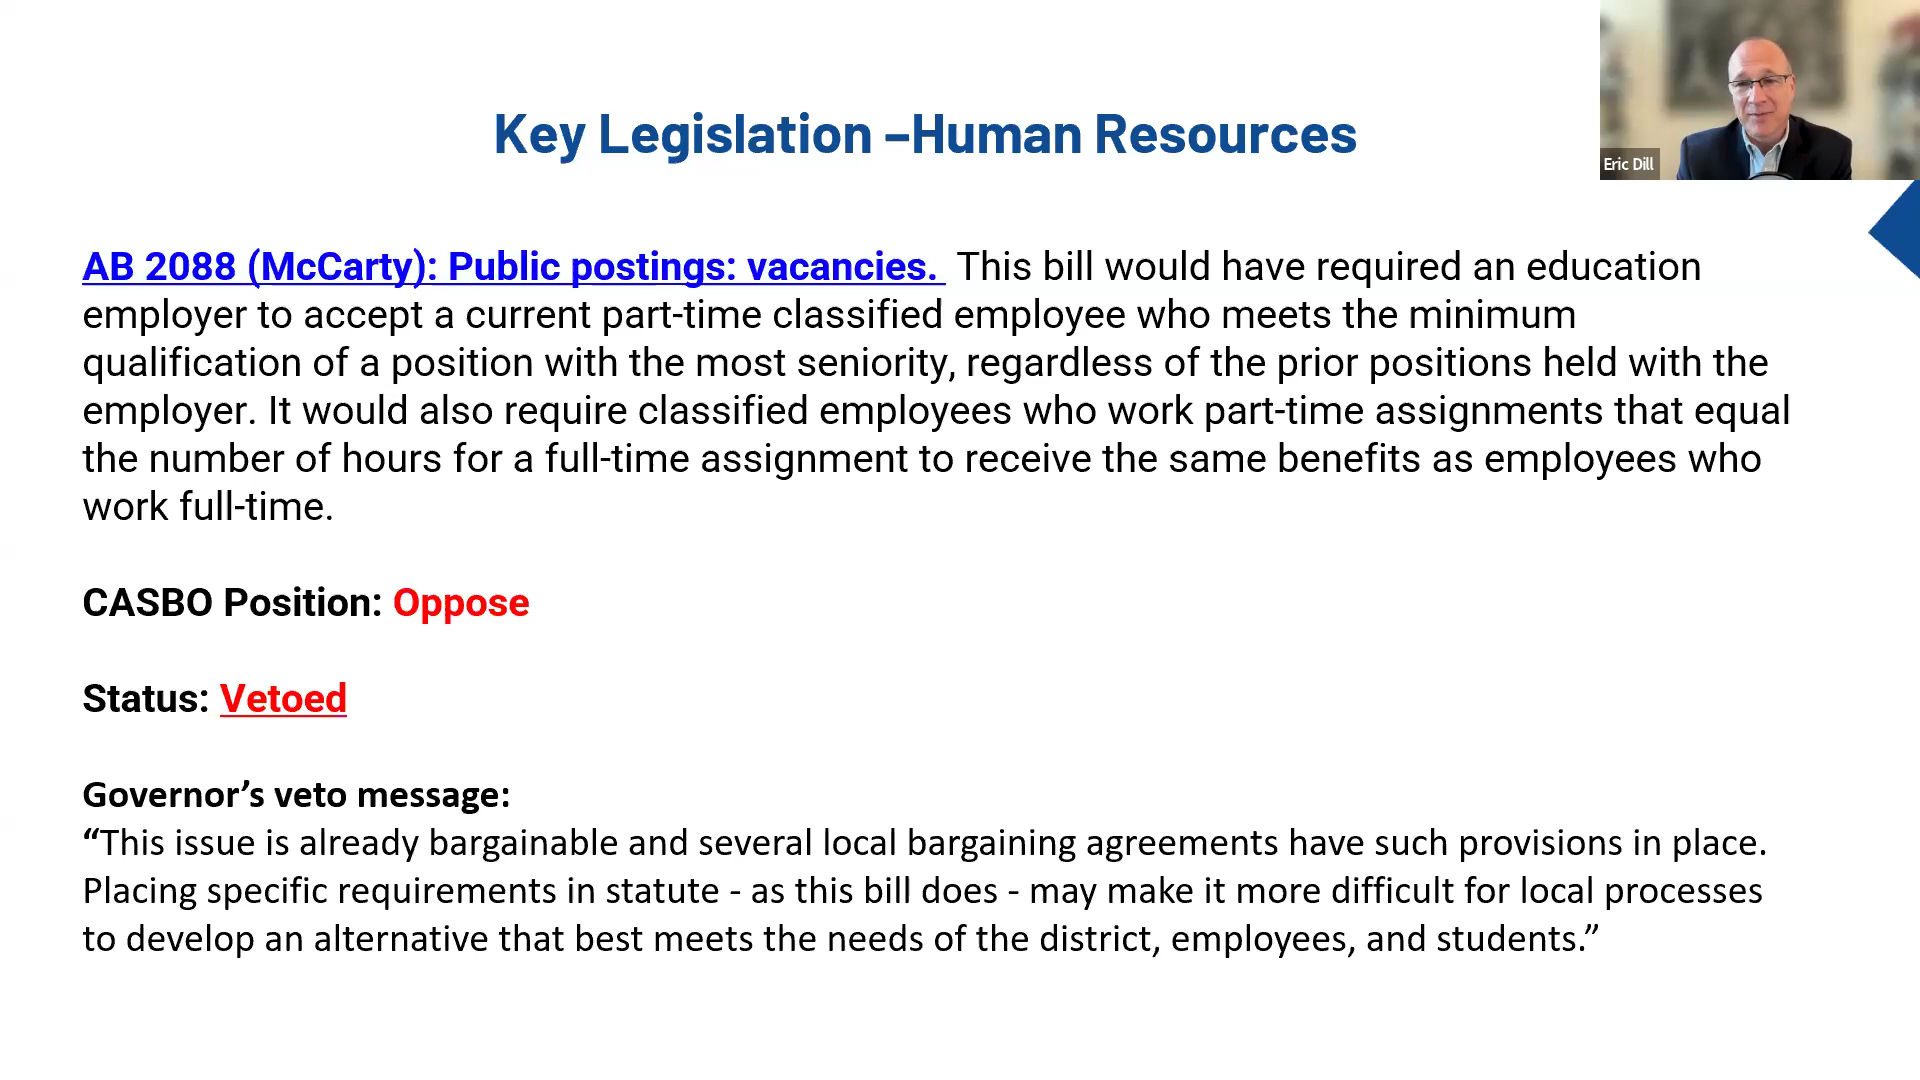 Key Legislation –Human Resources
Eric Dill
AB 2088 (McCarty): Public postings: vacancies. This bill would have required an education
employer to accept a current part-time classified employee who meets the minimum
qualification of a position with the most seniority, regardless of the prior positions held with the
employer. It would also require classified employees who work part-time assignments that equal
the number of hours for a full-time assignment to receive the same benefits as employees who
work full-time.
CASBO Position: Oppose
Status: Vetoed
Governor’s veto message:
“This issue is already bargainable and several local bargaining agreements have such provisions in place.
Placing specific requirements in statute - as this bill does - may make it more difficult for local processes
to develop an alternative that best meets the needs of the district, employees, and students.”